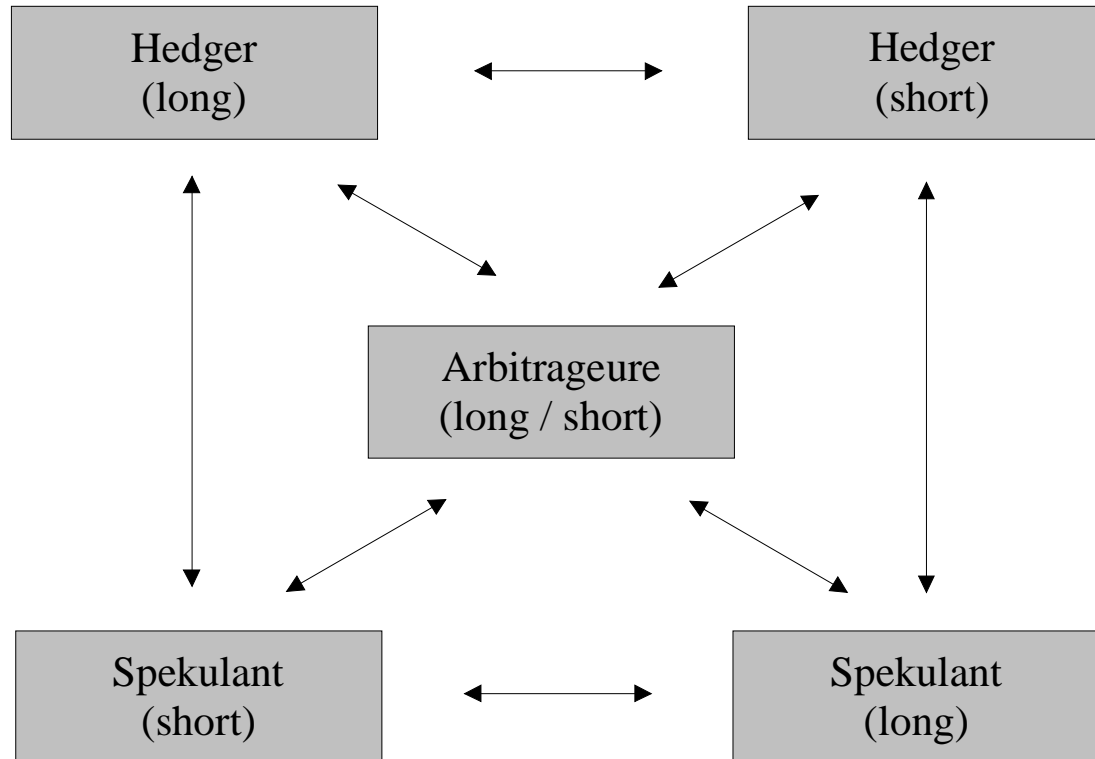 Hedger
(long)
Hedger
(short)
Arbitrageure
(long / short)
Spekulant
(short)
Spekulant
(long)